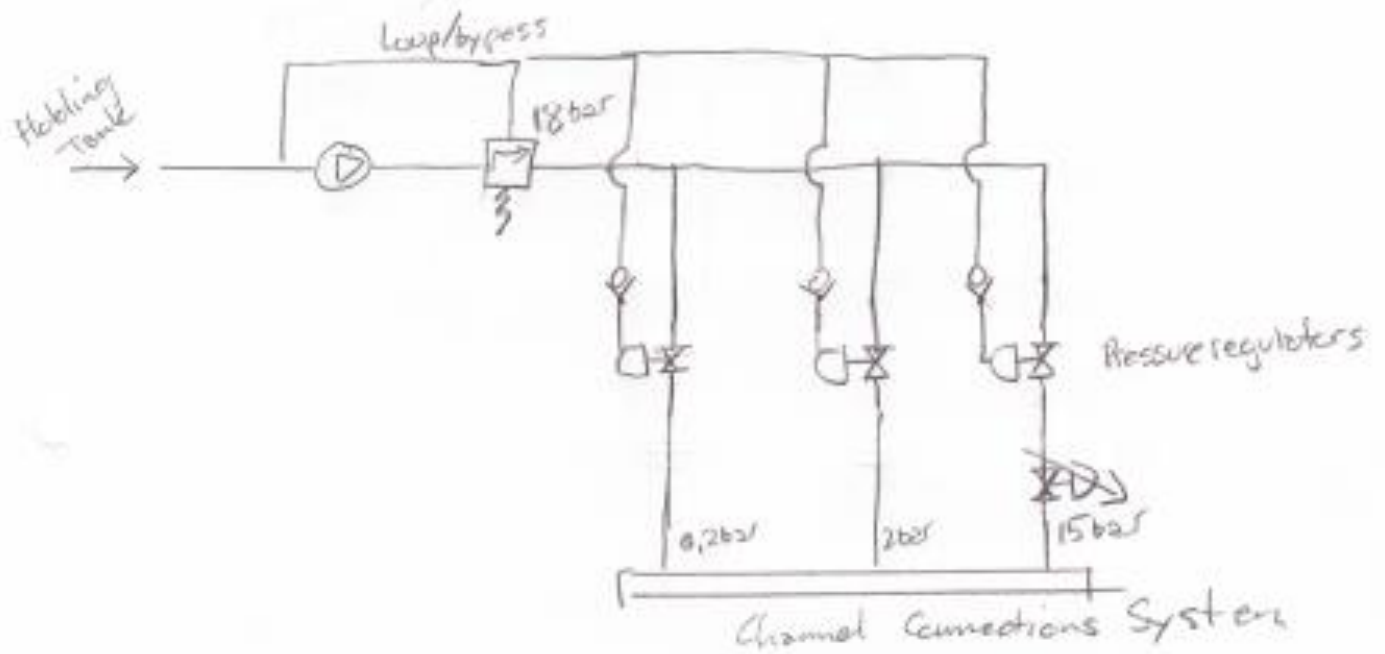 Loop/bypass
Holding
Tank
18bar
Pressure regulators
0,2bar
2bar
15bar
Channel Connections System